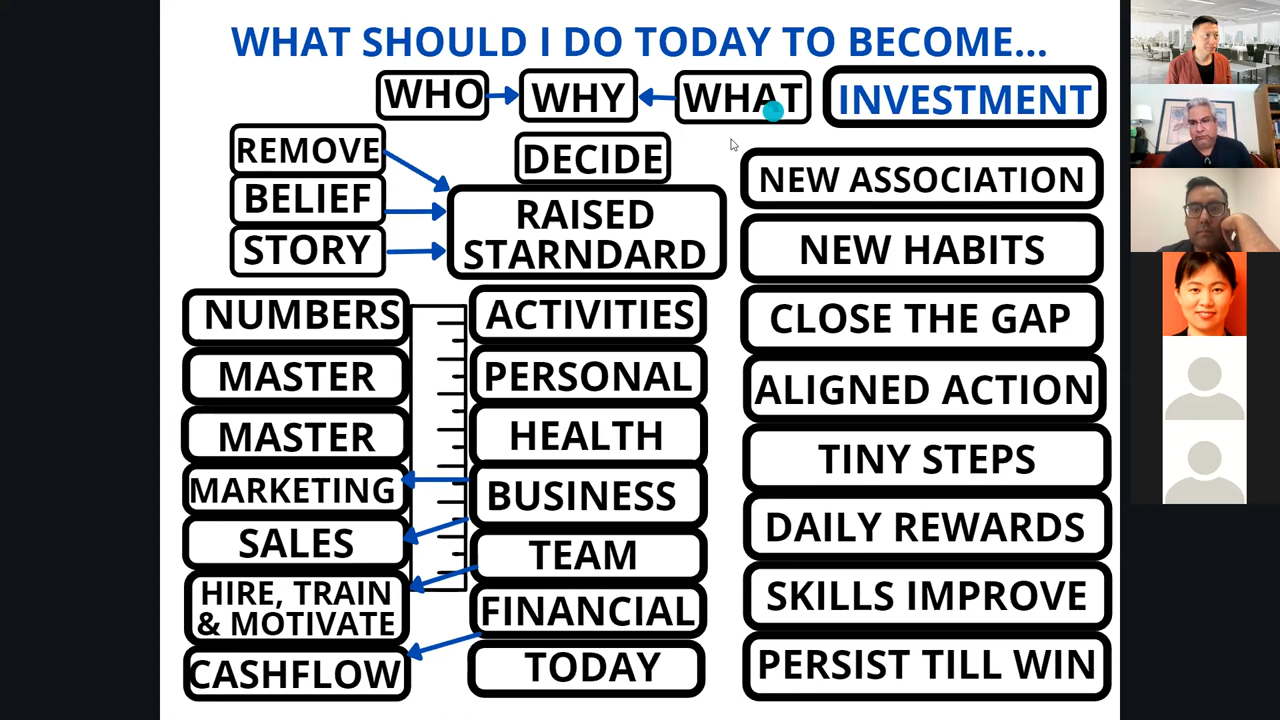 WHAT SHOULD I DO TODAY TO BECOME...
WHO
WHY
WHAT
INVESTMENT
REMOVE
BELIEF
STORY
DECIDE
RAISED
STARNDARD
NUMBERS
MASTER
MASTER
MARKETING
SALES
HIRE, TRAIN
& MOTIVATE
CASHFLOW
ACTIVITIES
PERSONAL
HEALTH
BUSINESS
TEAM
FINANCIAL
TODAY
NEW ASSOCIATION
NEW HABITS
CLOSE THE GAP
ALIGNED ACTION
TINY STEPS
DAILY REWARDS
SKILLS IMPROVE
PERSIST TILL WIN